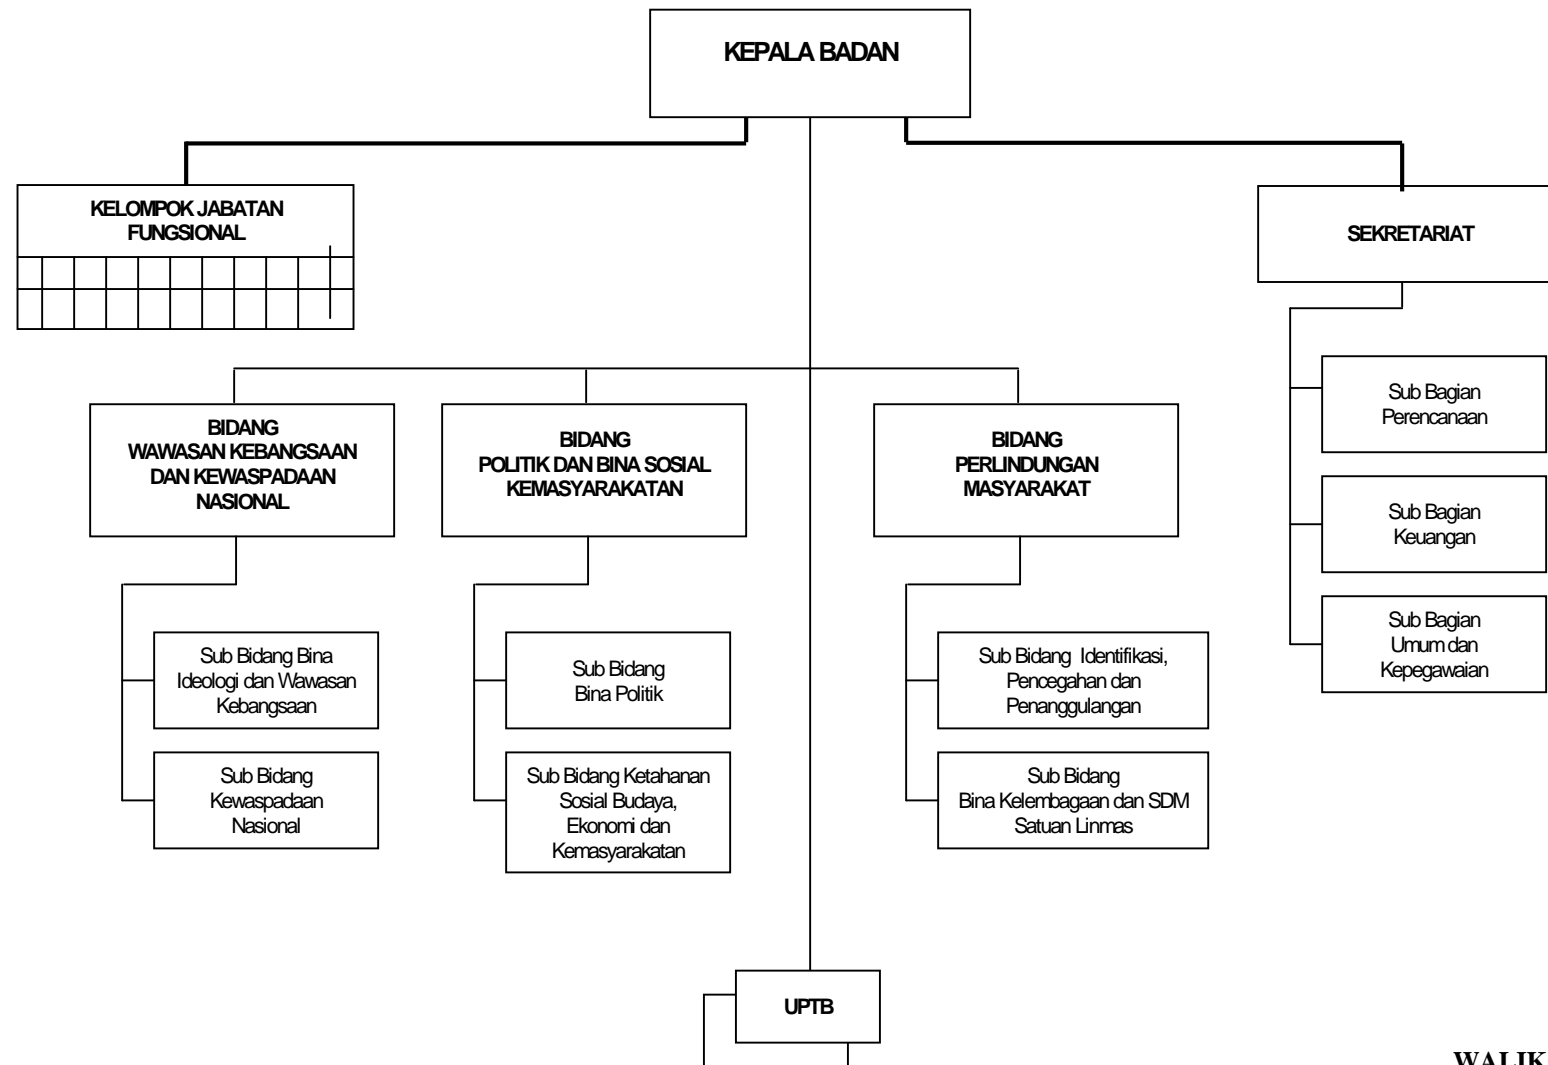 KEPALA BADAN
KELOMPOK JABATAN
FUNGSIONAL
SEKRETARIAT
Sub Bagian
Perencanaan
Sub Bagian
Keuangan
Sub Bagian
Umum dan
Kepegawaian
BIDANG
WAWASAN KEBANGSAAN
DAN KEWASPADAAN
NASIONAL
Sub Bidang Bina
Ideologi dan Wawasan
Kebangsaan
Sub Bidang
Kewaspadaan
Nasional
BIDANG
POLITIK DAN BINA SOSIAL
KEMASYARAKATAN
Sub Bidang
Bina Politik
Sub Bidang Ketahanan
Sosial Budaya,
Ekonomi dan
Kemasyarakatan
BIDANG
PERLINDUNGAN
MASYARAKAT
Sub Bidang Identifikasi,
Pencegahan dan
Penanggulangan
Sub Bidang
Bina Kelembagaan dan SDM
Satuan Linmas
UPTB
WALIK